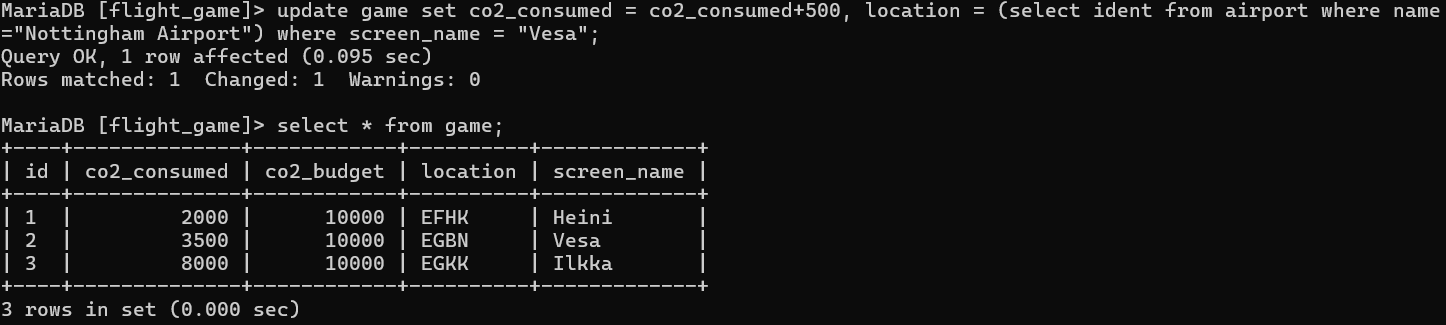 MariaDB [flight_game]> update game set co2_consumed = co2_consumed+500, location = (select ident from airport where name
="Nottingham Airport") where screen_name = "Vesa";
Query OK, 1 row affected (0.095 sec)
Rows matched: 1  Changed: 1  Warnings: 0

MariaDB [flight_game]> select * from game;
+----+--------------+------------+----------+-------------+
| id | co2_consumed | co2_budget | location | screen_name |
+----+--------------+------------+----------+-------------+
| 1  |         2000 |      10000 | EFHK     | Heini       |
| 2  |         3500 |      10000 | EGBN     | Vesa        |
| 3  |         8000 |      10000 | EGKK     | Ilkka       |
+----+--------------+------------+----------+-------------+
3 rows in set (0.000 sec)